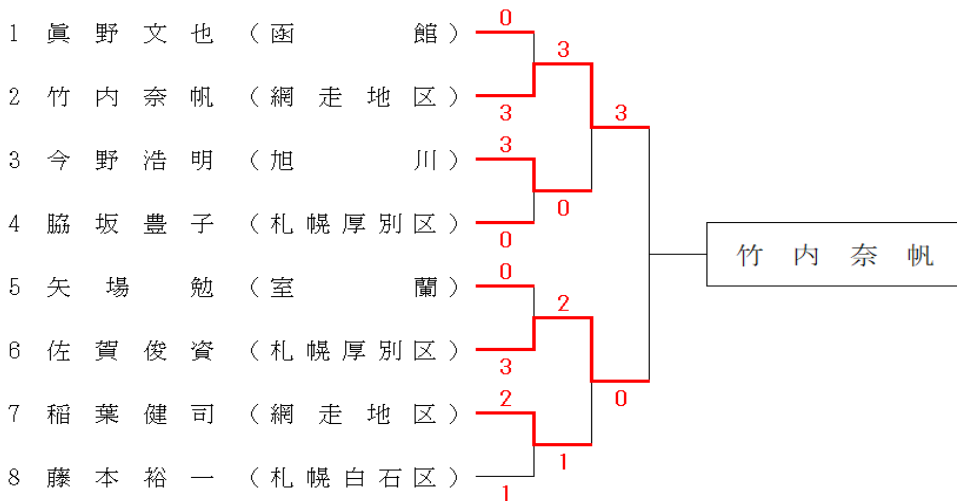 0
1 眞野文也（函館）
3
2 竹内奈帆（網走地区）
3
3
3
3 今野浩明（旭川）
0
4 脇坂豊子（札幌厚別区）
0
竹内奈帆
0
5 矢場勉（室蘭）
2
6 佐賀俊資（札幌厚別区）
3
2
0
7 稲葉健司（網走地区）
1
8 藤本裕一（札幌白石区）
1